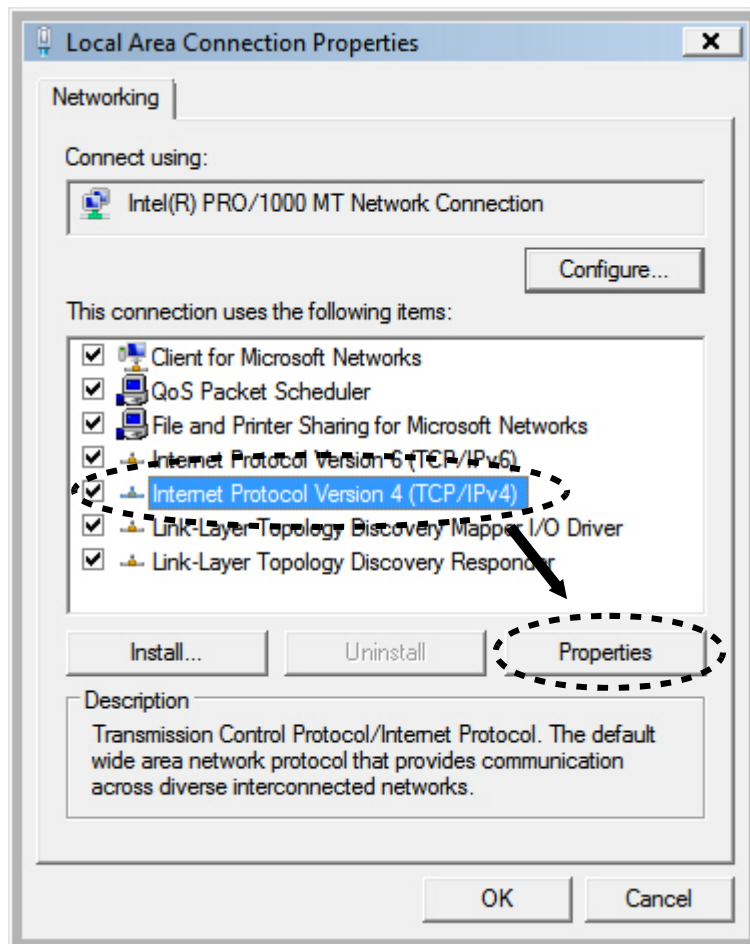 Local Area Connection Properties
Networking
Connect using:
Intel(R) PRO/1000 MT Network Connection
Configure...
This connection uses the following items:
Client for Microsoft Networks
QoS Packet Scheduler
File and Printer Sharing for Microsoft Networks
Internet Protocol Version 6 (TCP/IPv6)
Internet Protocol Version 4 (TCP/IPv4)
Link-Layer Topology Discovery Mapper I/O Driver
Link-Layer Topology Discovery Responder
Install...
Uninstall
Properties
Description
Transmission Control Protocol/Internet Protocol. The default
wide area network protocol that provides communication
across diverse interconnected networks.
OK
Cancel